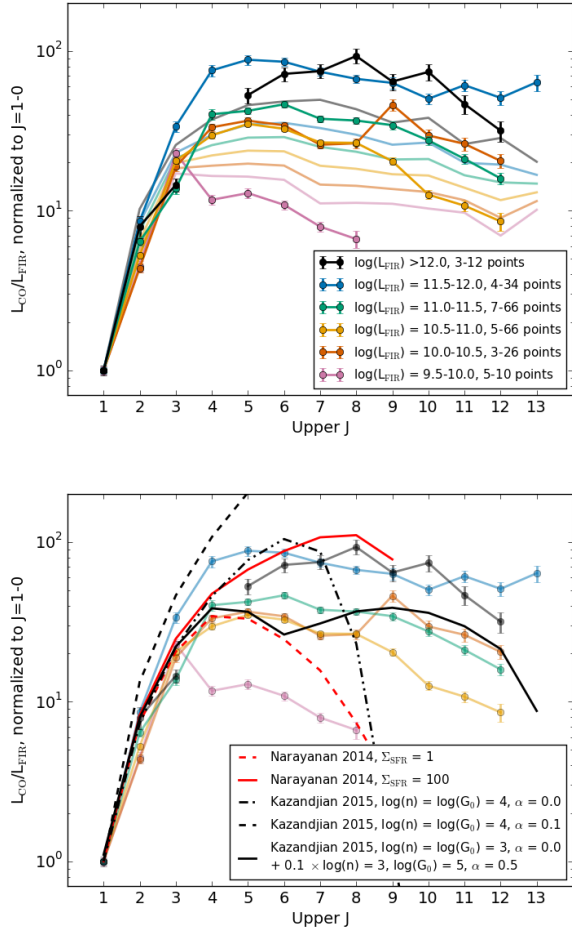 L_CO/L_FIR, normalized to J=1-0
10²
10¹
10⁰
log(L_FIR) >12.0, 3-12 points
log(L_FIR) = 11.5-12.0, 4-34 points
log(L_FIR) = 11.0-11.5, 7-66 points
log(L_FIR) = 10.5-11.0, 5-66 points
log(L_FIR) = 10.0-10.5, 3-26 points
log(L_FIR) = 9.5-10.0, 5-10 points
1 2 3 4 5 6 7 8 9 10 11 12 13
Upper J
L_CO/L_FIR, normalized to J=1-0
10²
10¹
10⁰
Narayanan 2014, Σ_SFR = 1
Narayanan 2014, Σ_SFR = 100
Kazandjian 2015, log(n) = log(G₀) = 4, α = 0.0
Kazandjian 2015, log(n) = log(G₀) = 4, α = 0.1
Kazandjian 2015, log(n) = log(G₀) = 3, α = 0.0
+ 0.1 × log(n) = 3, log(G₀) = 5, α = 0.5
1 2 3 4 5 6 7 8 9 10 11 12 13
Upper J